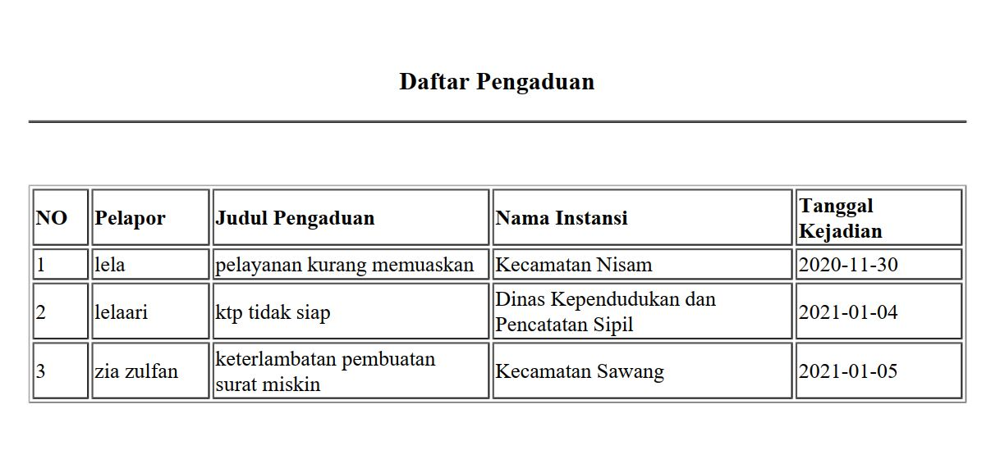 Daftar Pengaduan
NO Pelapor Judul Pengaduan Nama Instansi Tanggal
Kejadian
1 lela pelayanan kurang memuaskan Kecamatan Nisam 2020-11-30
2 lelaari ktp tidak siap Dinas Kependudukan dan
Pencatatan Sipil 2021-01-04
3 zia zulfan keterlambatan pembuatan
surat miskin Kecamatan Sawang 2021-01-05